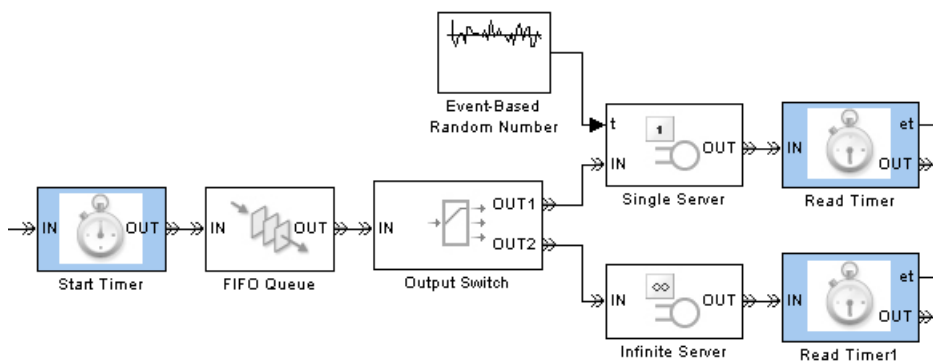 Event-Based
Random Number
t
1
OUT
IN
Single Server
et
IN
OUT
Read Timer
IN
OUT
Start Timer
IN
OUT
FIFO Queue
IN
OUT1
OUT2
Output Switch
IN
∞
OUT
Infinite Server
et
IN
OUT
Read Timer1